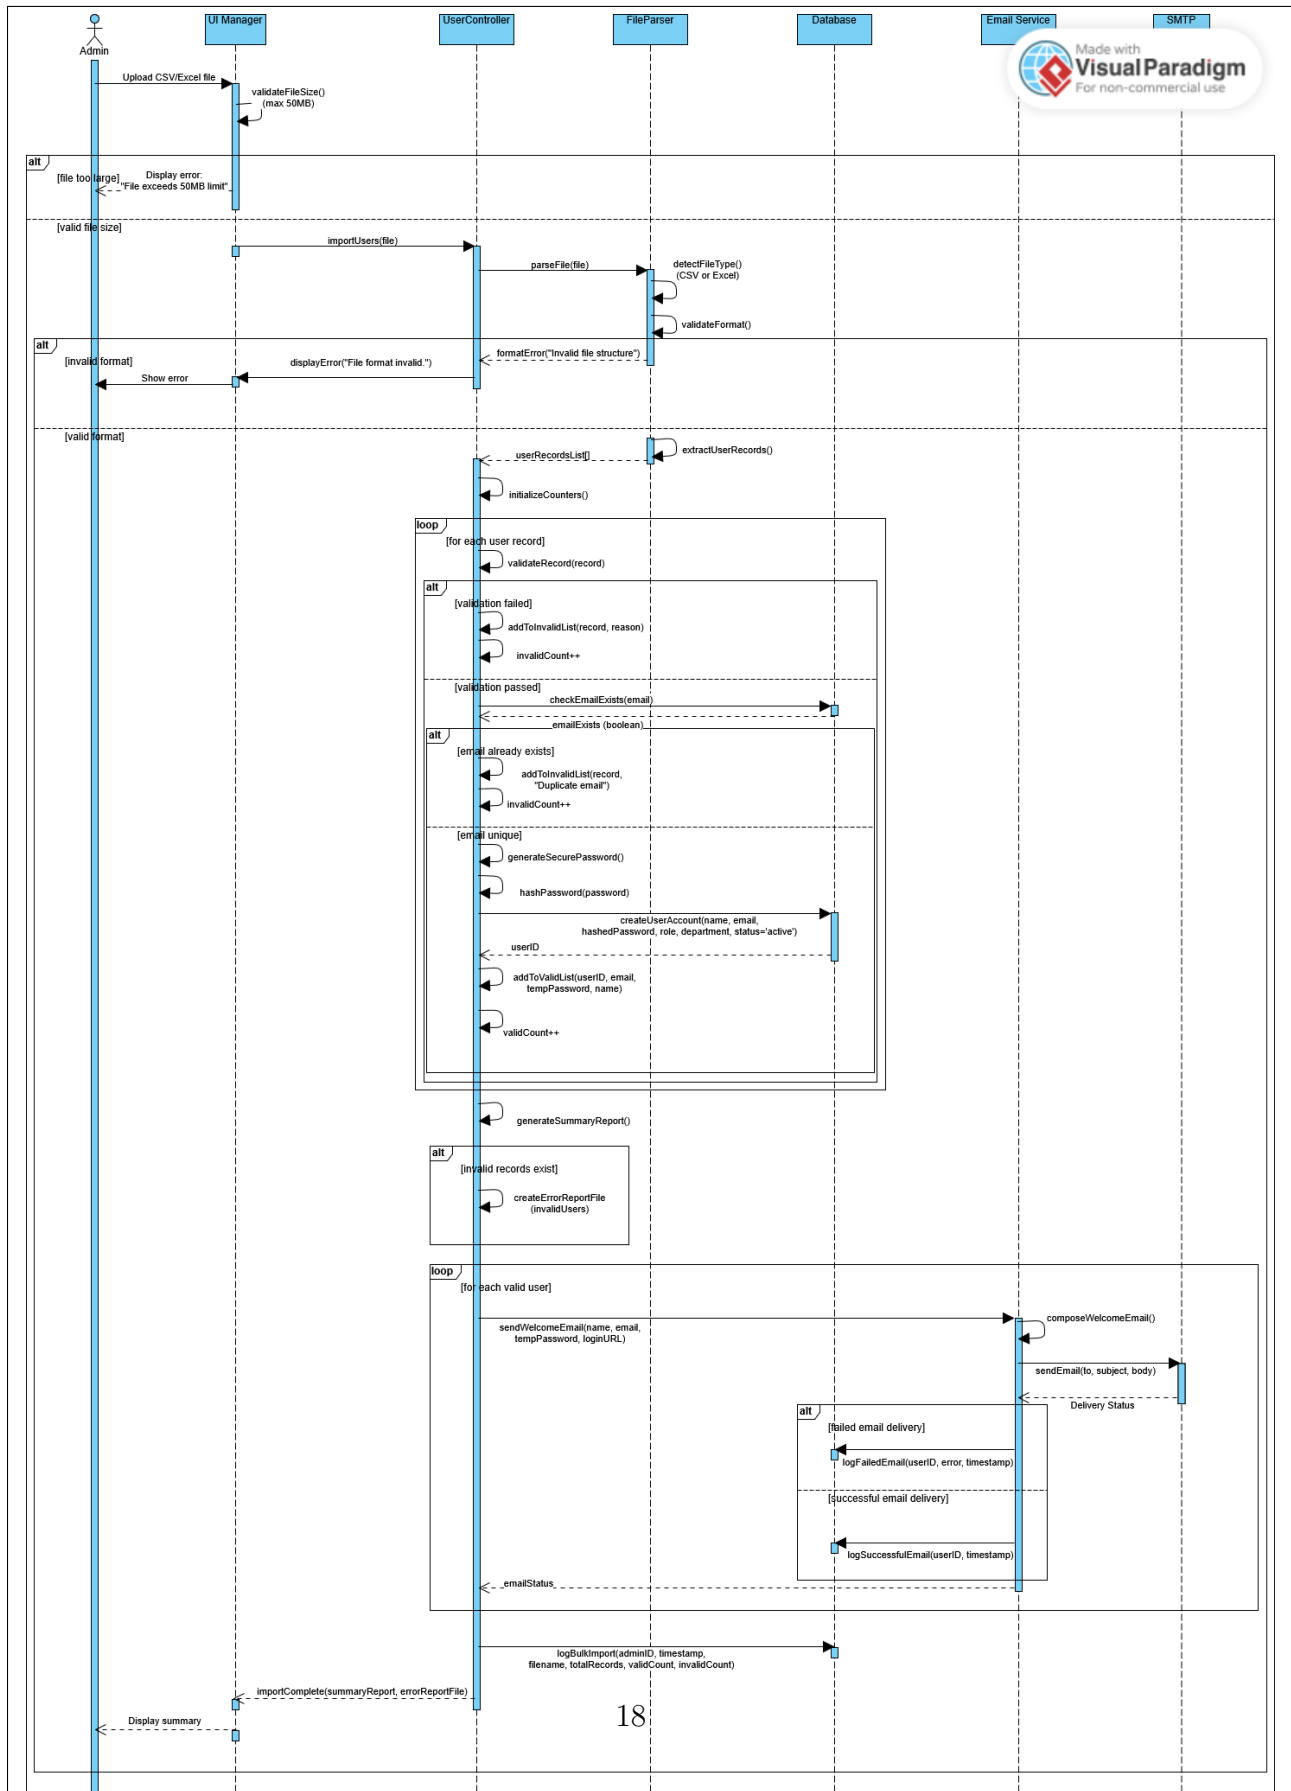 UI Manager
UserController
FileParser
Database
Email Service
SMTP
Admin
Made with
Visual Paradigm
For non-commercial use
Upload CSV/Excel file
validateFileSize()
(max 50MB)
alt
[file too large]
Display error:
"File exceeds 50MB limit"
[valid file size]
importUsers(file)
parseFile(file)
detectFileType()
(CSV or Excel)
validateFormat()
alt
[invalid format]
formatError("Invalid file structure")
displayError("File format invalid.")
Show error
[valid format]
extractUserRecords()
userRecordsList[]
initializeCounters()
loop
[for each user record]
validateRecord(record)
alt
[validation failed]
addToInvalidList(record, reason)
invalidCount++
[validation passed]
checkEmailExists(email)
emailExists (boolean)
alt
[email already exists]
addToInvalidList(record,
"Duplicate email")
invalidCount++
[email unique]
generateSecurePassword()
hashPassword(password)
createUserAccount(name, email,
hashedPassword, role, department, status='active')
userID
addToValidList(userID, email,
tempPassword, name)
validCount++
generateSummaryReport()
alt
[invalid records exist]
createErrorReportFile
(invalidUsers)
loop
[for each valid user]
sendWelcomeEmail(name, email,
tempPassword, loginURL)
composeWelcomeEmail()
sendEmail(to, subject, body)
Delivery Status
alt
[failed email delivery]
logFailedEmail(userID, error, timestamp)
[successful email delivery]
logSuccessfulEmail(userID, timestamp)
emailStatus
logBulkImport(adminID, timestamp,
filename, totalRecords, validCount, invalidCount)
importComplete(summaryReport, errorReportFile)
Display summary
18